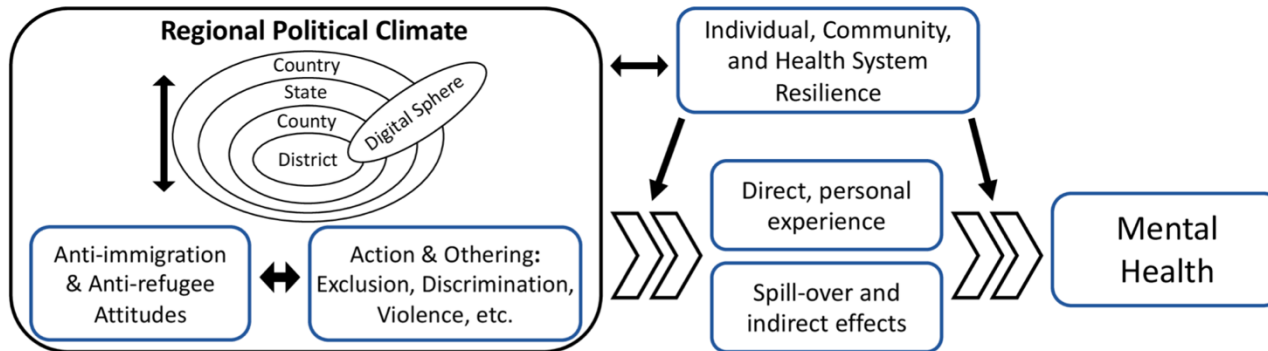 Regional Political Climate
Country
State
County
District
Digital Sphere
Anti-immigration
& Anti-refugee
Attitudes
Action & Othering:
Exclusion, Discrimination,
Violence, etc.
Individual, Community,
and Health System
Resilience
Direct, personal
experience
Spill-over and
indirect effects
Mental
Health